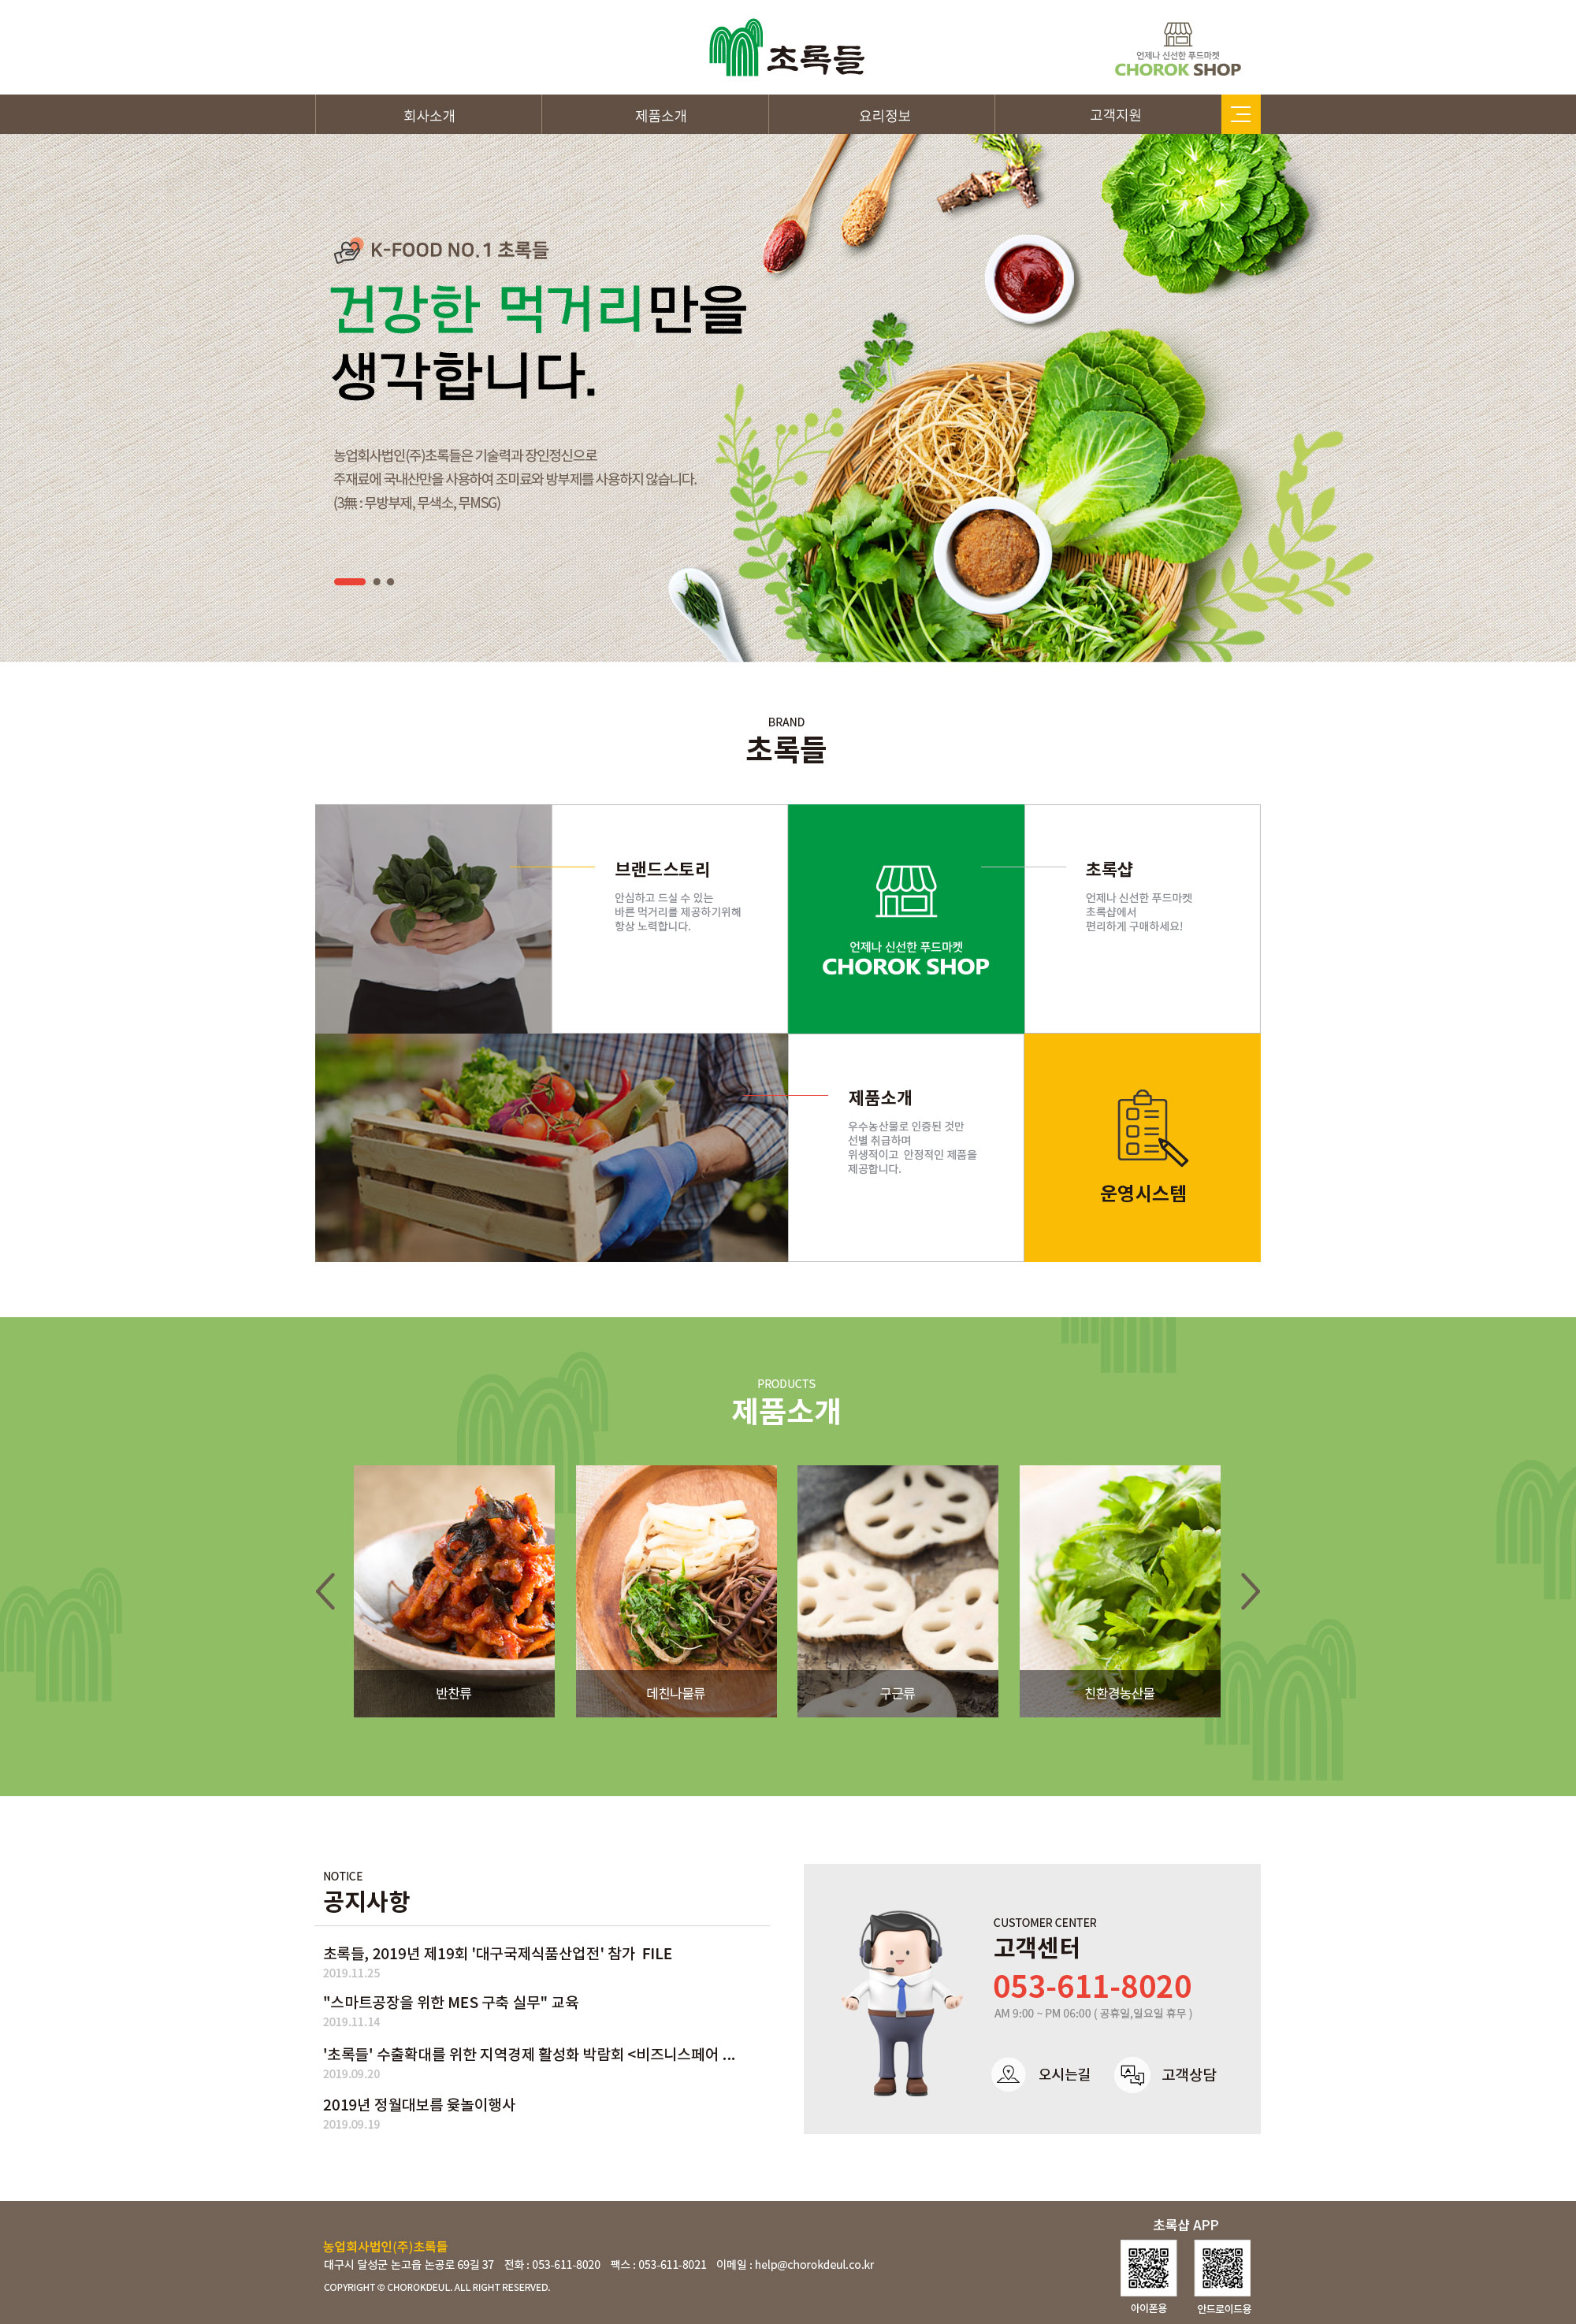 초록들
언제나 신선한 푸드마켓
CHOROK SHOP
회사소개
제품소개
요리정보
고객지원
K-FOOD NO.1 초록들
건강한 먹거리만을
생각합니다.
농업회사법인(주)초록들은 기술력과 장인정신으로
주재료에 국내산만을 사용하여 조미료와 방부제를 사용하지 않습니다.
(3無 : 무방부제, 무색소, 무MSG)
BRAND
초록들
브랜드스토리
안심하고 드실 수 있는
바른 먹거리를 제공하기위해
항상 노력합니다.
언제나 신선한 푸드마켓
CHOROK SHOP
초록샵
언제나 신선한 푸드마켓
초록샵에서
편리하게 구매하세요!
제품소개
우수농산물로 인증된 것만
선별 취급하며
위생적이고 안정적인 제품을
제공합니다.
운영시스템
PRODUCTS
제품소개
반찬류
데친나물류
구근류
친환경농산물
NOTICE
공지사항
초록들, 2019년 제19회 '대구국제식품산업전' 참가 FILE
2019.11.25
"스마트공장을 위한 MES 구축 실무" 교육
2019.11.14
'초록들' 수출확대를 위한 지역경제 활성화 박람회 <비즈니스페어 ...
2019.09.20
2019년 정월대보름 윷놀이행사
2019.09.19
CUSTOMER CENTER
고객센터
053-611-8020
AM 9:00 ~ PM 06:00 ( 공휴일,일요일 휴무 )
오시는길
고객상담
농업회사법인(주)초록들
대구시 달성군 논고읍 논공로 69길 37 전화 : 053-611-8020 팩스 : 053-611-8021 이메일 : help@chorokdeul.co.kr
COPYRIGHT © CHOROKDEUL. ALL RIGHT RESERVED.
초록샵 APP
아이폰용
안드로이드용